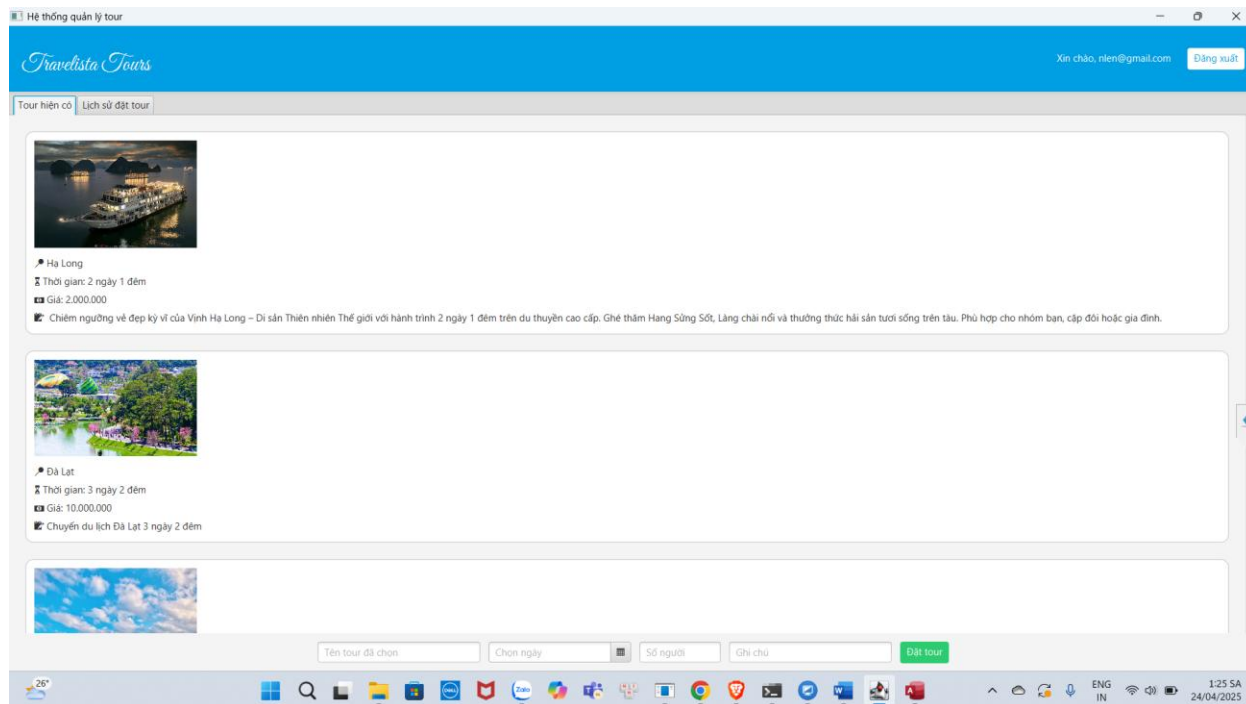 Hệ thống quản lý tour
Travelista Tours
Xin chào, nlen@gmail.com
Đăng xuất
Tour hiện có
Lịch sử đặt tour
Hạ Long
Thời gian: 2 ngày 1 đêm
Giá: 2.000.000
Chiêm ngưỡng vẻ đẹp kỳ vĩ của Vịnh Hạ Long – Di sản Thiên nhiên Thế giới với hành trình 2 ngày 1 đêm trên du thuyền cao cấp. Ghé thăm Hang Sửng Sốt, Làng chài nổi và thưởng thức hải sản tươi sống trên tàu. Phù hợp cho nhóm bạn, cặp đôi hoặc gia đình.
Đà Lạt
Thời gian: 3 ngày 2 đêm
Giá: 10.000.000
Chuyến du lịch Đà Lạt 3 ngày 2 đêm
Tên tour đã chọn
Chọn ngày
Số người
Ghi chú
Đặt tour
26°
DELL
Zalo
ENG
IN
1:25 SA
24/04/2025